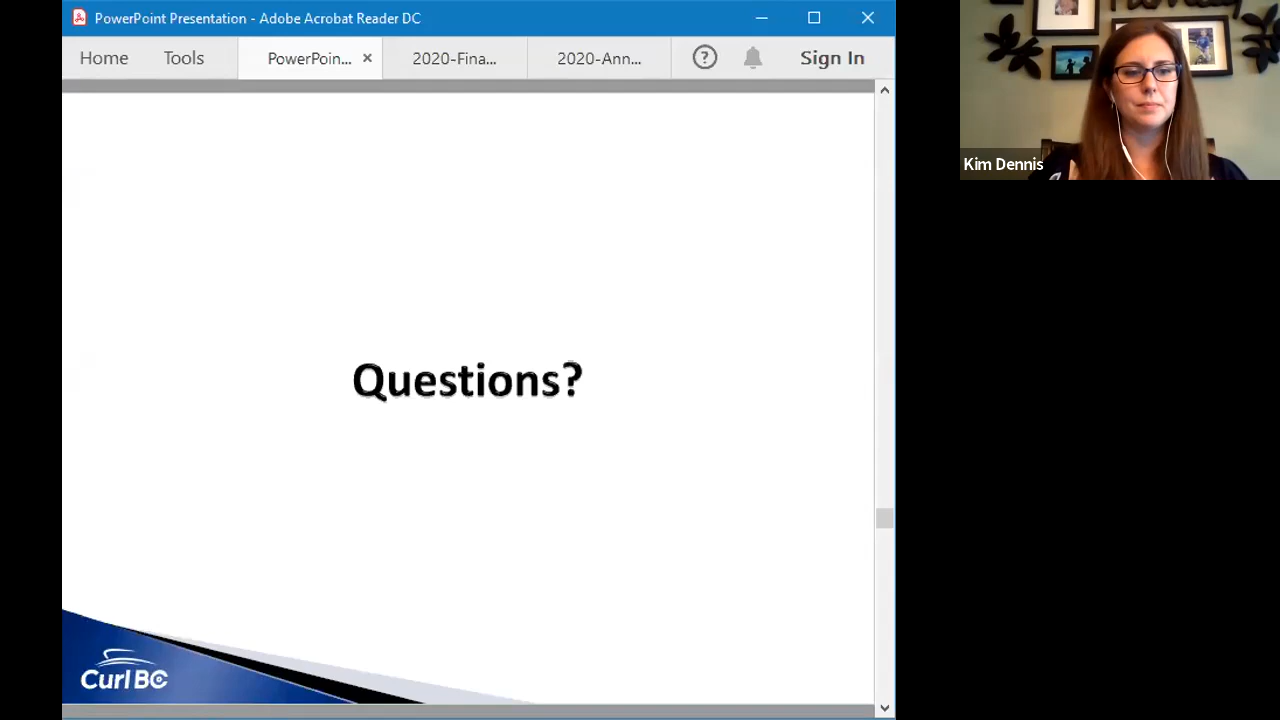 PowerPoint Presentation - Adobe Acrobat Reader DC
Home Tools PowerPoin... × 2020-Fina... 2020-Ann... ? Sign In
Kim Dennis
Questions?
Curl BC